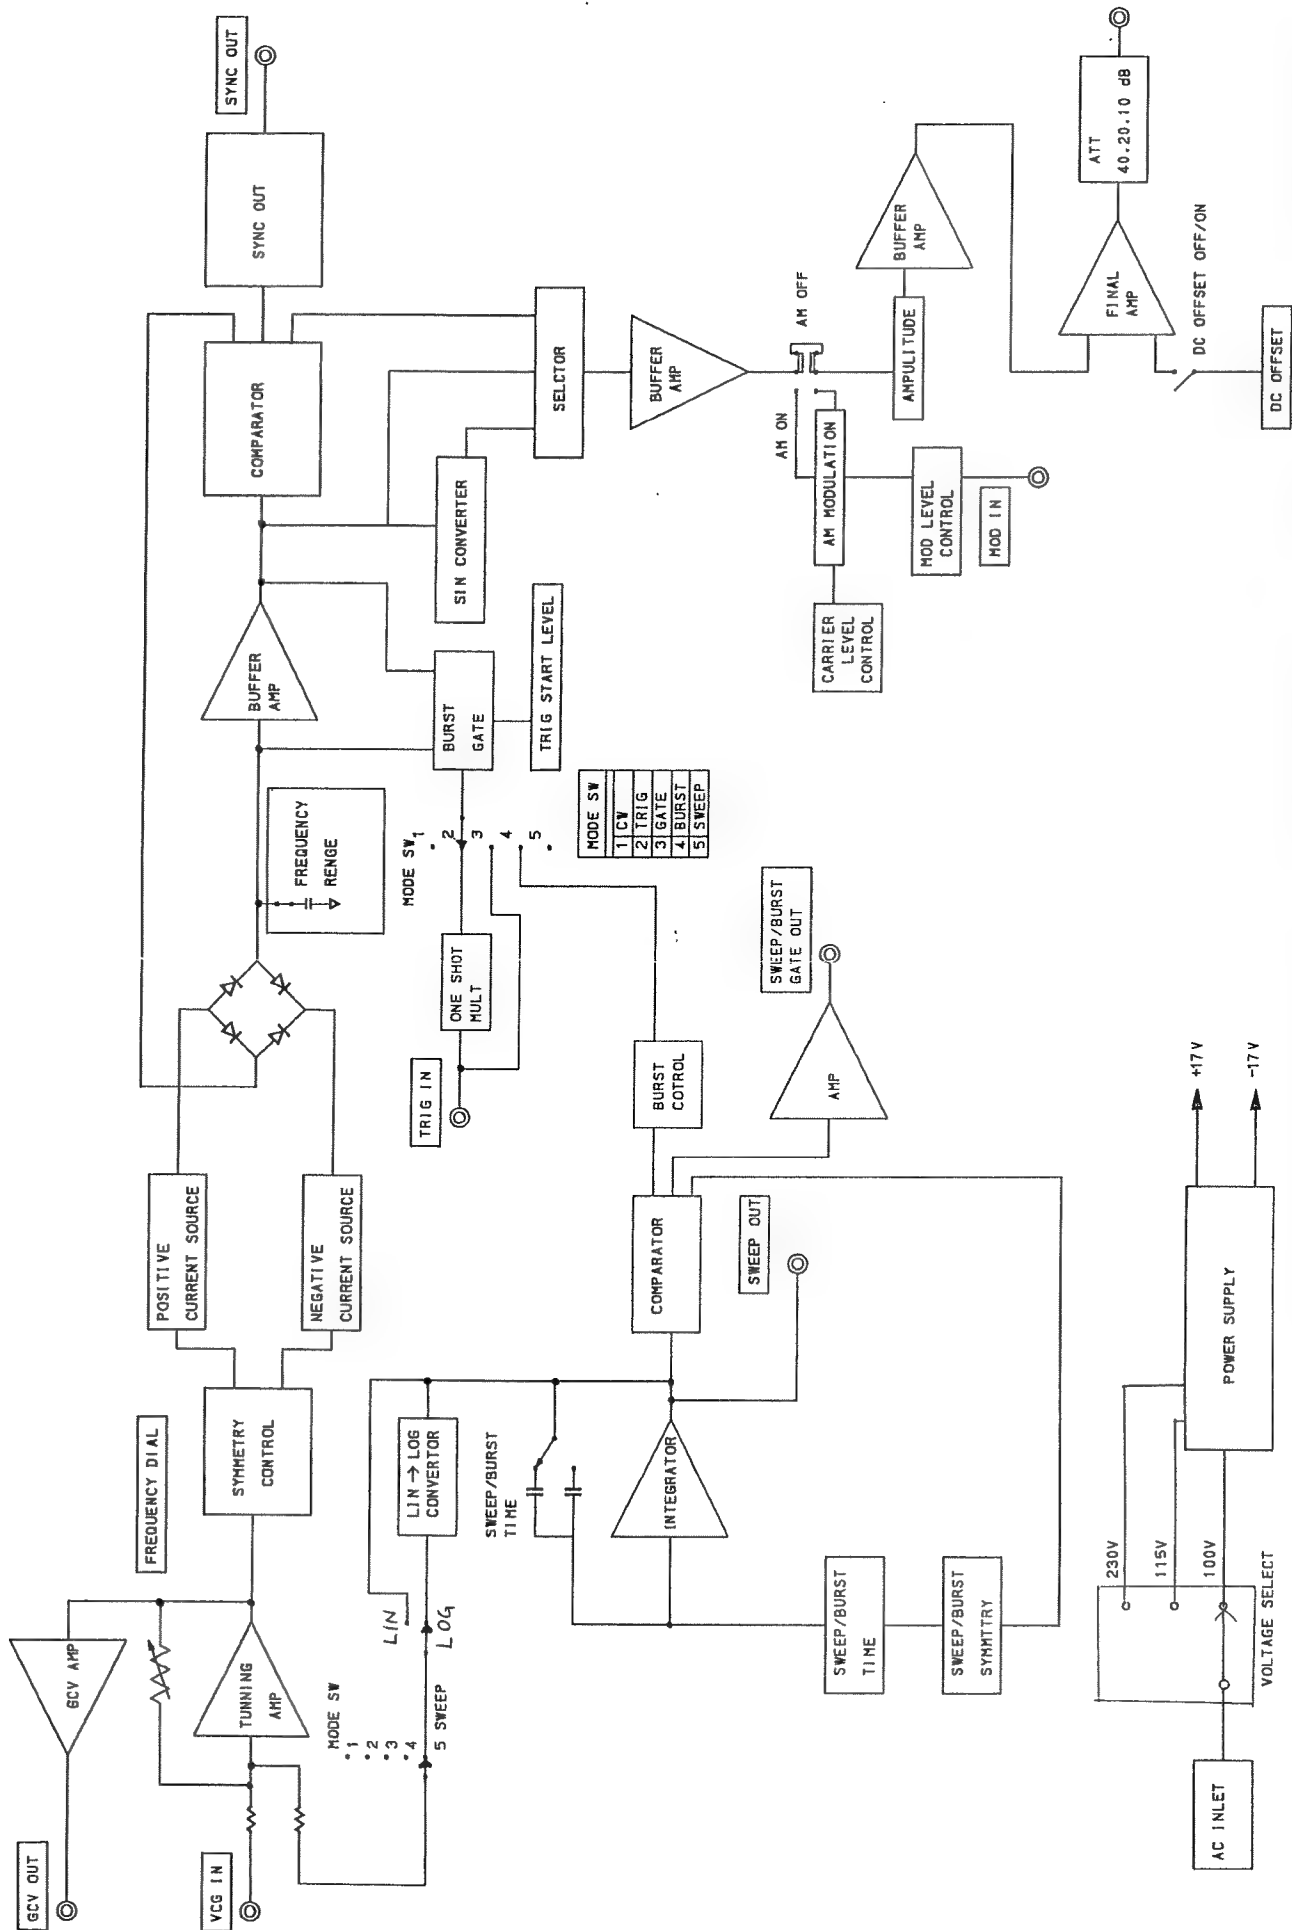 GCV OUT
GCV AMP
FREQUENCY DIAL
VCG IN
TUNNING
AMP
SYMMETRY
CONTROL
POSITIVE
CURRENT SOURCE
NEGATIVE
CURRENT SOURCE
FREQUENCY
RENGE
BUFFER
AMP
COMPARATOR
SYNC OUT
SYNC OUT
MODE SW
1
2
3
4
5 SWEEP
LIN
LOG
LIN → LOG
CONVERTOR
TRIG IN
ONE SHOT
MULT
MODE SW
1
2
3
4
5
BURST
GATE
TRIG START LEVEL
SIN CONVERTER
SELCTOR
MODE SW
1 CW
2 TRIG
3 GATE
4 BURST
5 SWEEP
SWEEP/BURST
TIME
INTEGRATOR
COMPARATOR
BURST
COTROL
BUFFER
AMP
SWEEP OUT
SWEEP/BURST
GATE OUT
AMP
SWEEP/BURST
TIME
SWEEP/BURST
SYMMTTRY
AM ON
AM OFF
CARRIER
LEVEL
CONTROL
AM MODULATION
MOD LEVEL
CONTROL
MOD IN
AMPULITUDE
BUFFER
AMP
FINAL
AMP
ATT
40.20.10 dB
DC OFFSET OFF/ON
DC OFFSET
AC INLET
230V
115V
100V
VOLTAGE SELECT
POWER SUPPLY
+17V
-17V